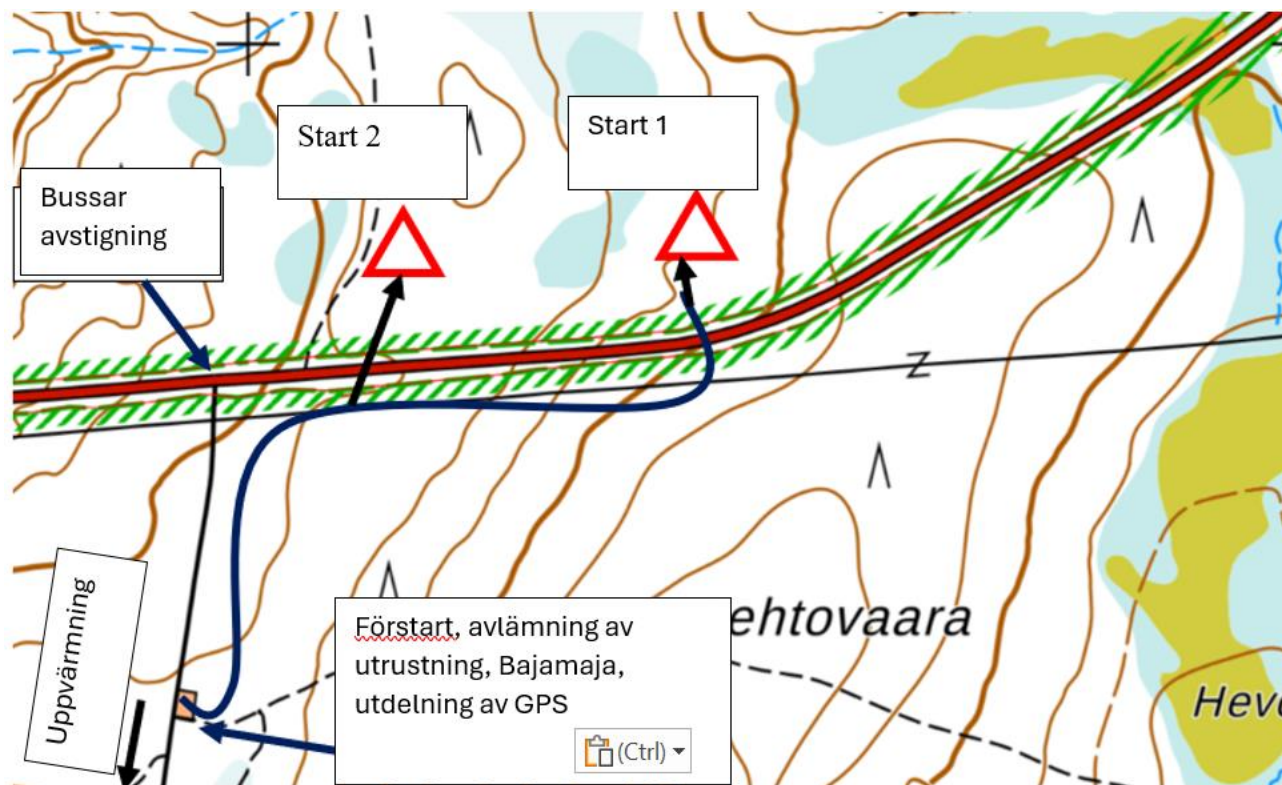 Start 2
Start 1
Bussar
avstigning
Uppvärmning
Förstart, avlämning av
utrustning, Bajamaja,
utdelning av GPS
(Ctrl)
ehtovaara
Hev